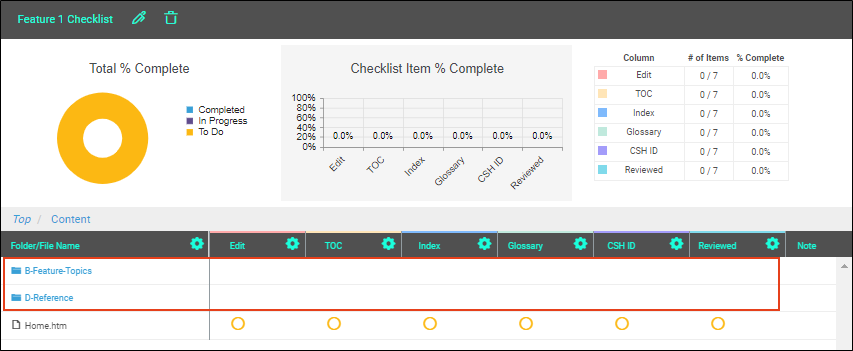 Feature 1 Checklist
Total % Complete
Completed
In Progress
To Do
Checklist Item % Complete
100%
80%
60%
40%
20%
0%
0.0% 0.0% 0.0% 0.0% 0.0% 0.0%
Edit TOC Index Glossary CSH ID Reviewed
Column # of Items % Complete
Edit 0 / 7 0.0%
TOC 0 / 7 0.0%
Index 0 / 7 0.0%
Glossary 0 / 7 0.0%
CSH ID 0 / 7 0.0%
Reviewed 0 / 7 0.0%
Top / Content
Folder/File Name Edit TOC Index Glossary CSH ID Reviewed Note
B-Feature-Topics
D-Reference
Home.htm